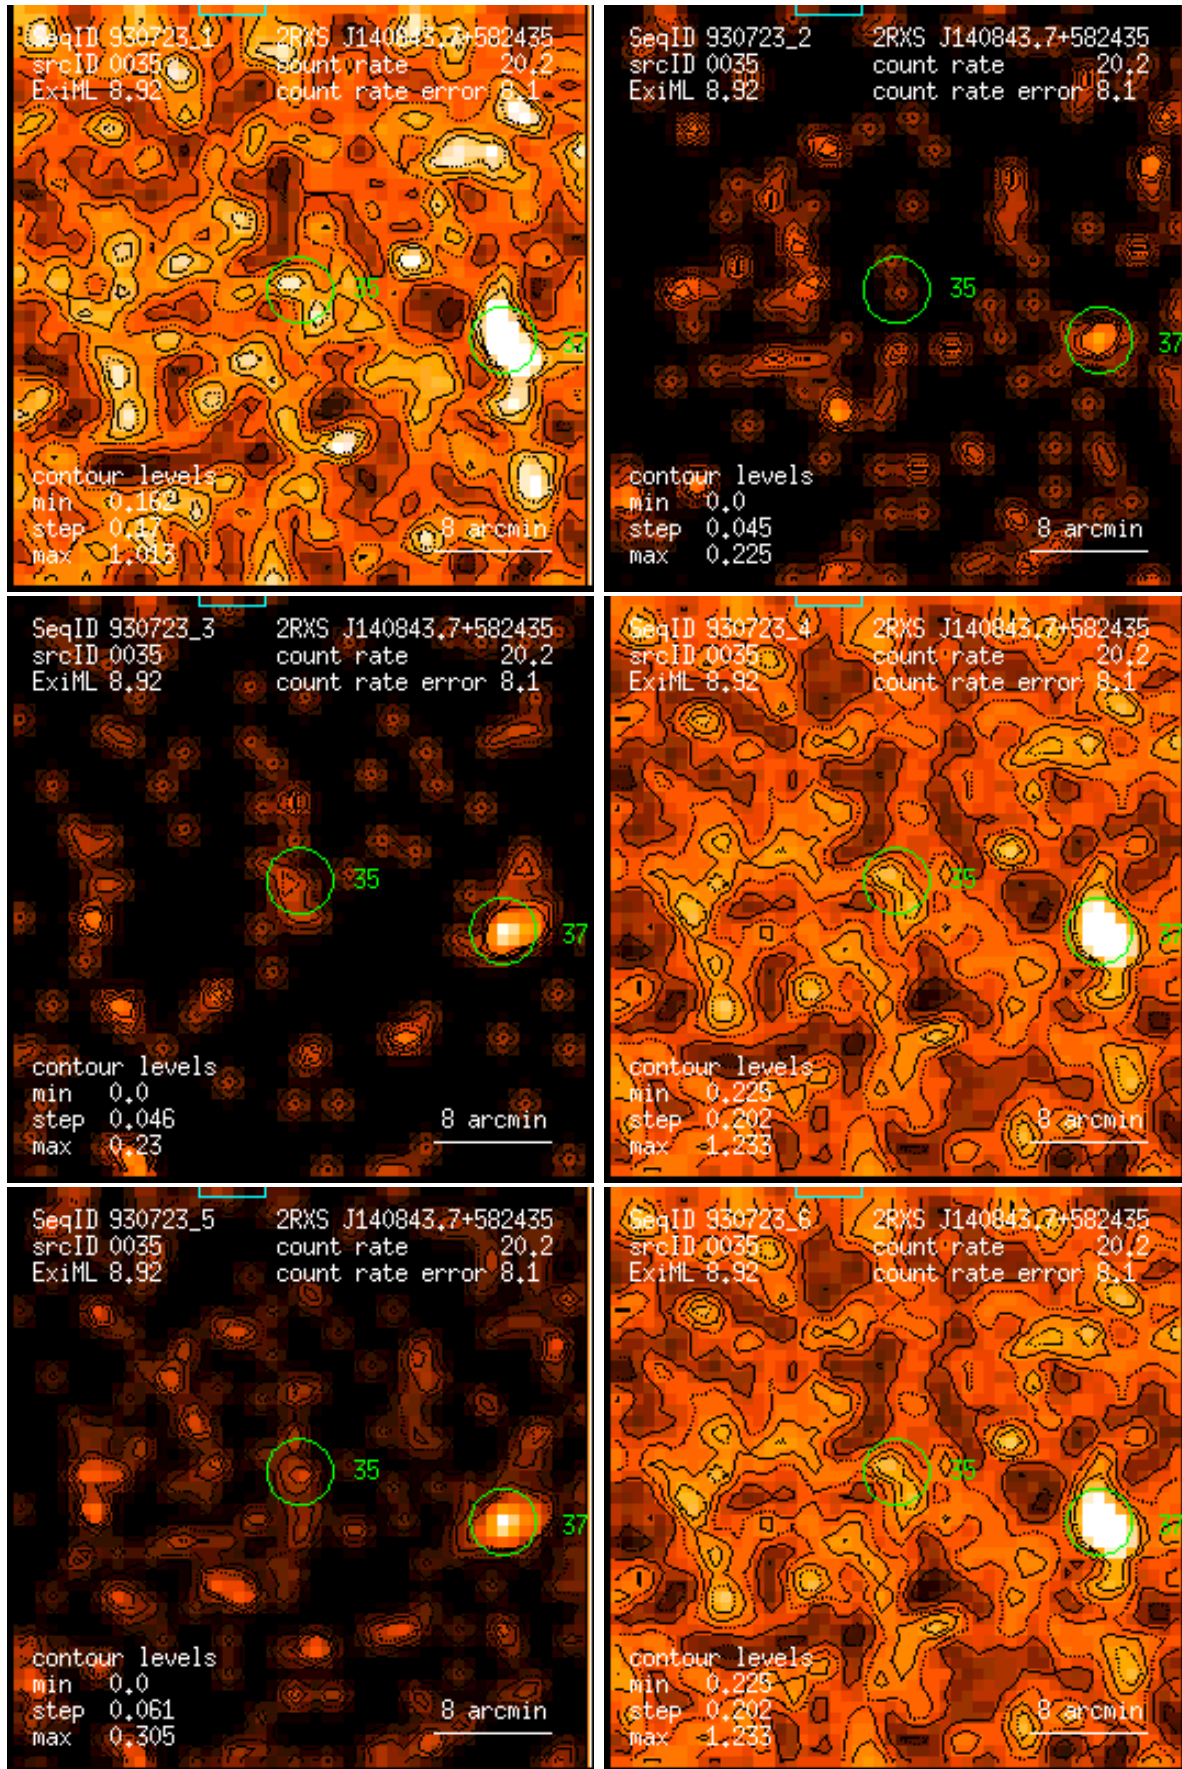 SeqID 930723_1 2RXS J140843.7+582435
srcID 0035 count rate 20.2
ExiML 8.92 count rate error 8.1
35
37
contour levels
min 0.162
step 0.17
max 1.013
8 arcmin
SeqID 930723_2 2RXS J140843.7+582435
srcID 0035 count rate 20.2
ExiML 8.92 count rate error 8.1
35
37
contour levels
min 0.0
step 0.045
max 0.225
8 arcmin
SeqID 930723_3 2RXS J140843.7+582435
srcID 0035 count rate 20.2
ExiML 8.92 count rate error 8.1
35
37
contour levels
min 0.0
step 0.046
max 0.23
8 arcmin
SeqID 930723_4 2RXS J140843.7+582435
srcID 0035 count rate 20.2
ExiML 8.92 count rate error 8.1
35
37
contour levels
min 0.225
step 0.202
max 1.233
8 arcmin
SeqID 930723_5 2RXS J140843.7+582435
srcID 0035 count rate 20.2
ExiML 8.92 count rate error 8.1
35
37
contour levels
min 0.0
step 0.061
max 0.305
8 arcmin
SeqID 930723_6 2RXS J140843.7+582435
srcID 0035 count rate 20.2
ExiML 8.92 count rate error 8.1
35
37
contour levels
min 0.225
step 0.202
max 1.233
8 arcmin